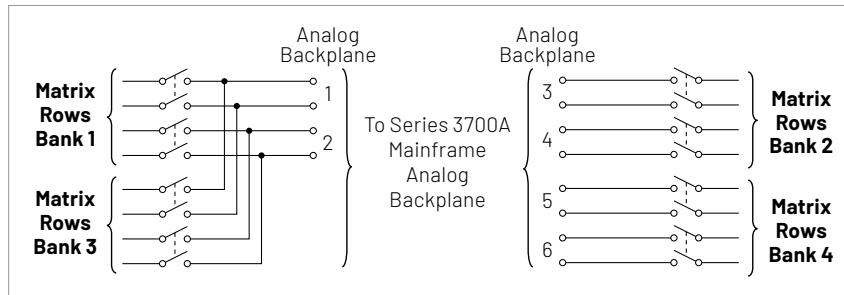 Analog
Backplane
Matrix
Rows
Bank 1
1
2
Matrix
Rows
Bank 3
To Series 3700A
Mainframe
Analog
Backplane
Analog
Backplane
3
4
5
6
Matrix
Rows
Bank 2
Matrix
Rows
Bank 4